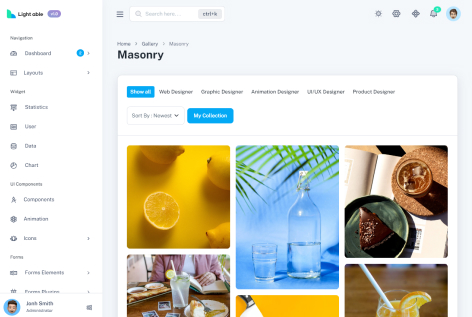 Light able v1.0
Search here ...
ctrl+k
Navigation
Dashboard 2
Layouts
Widget
Statistics
User
Data
Chart
UI Components
Components
Animation
Icons
Forms
Forms Elements
Forms Plugins
Jonh Smith
Administrator
Home > Gallery > Masonry
Masonry
Show all Web Designer Graphic Designer Animation Designer UI/UX Designer Product Designer
Sort By : Newest My Collection